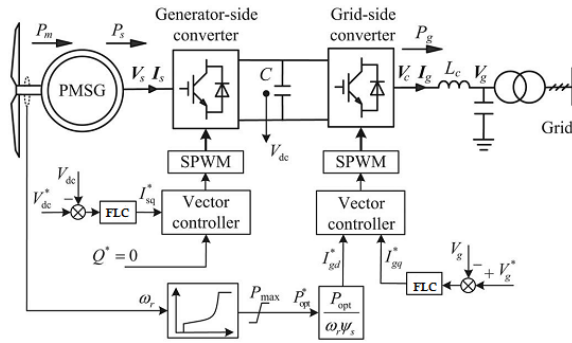 Generator-side converter
Grid-side converter
P_m
P_s
P_g
PMSG
V_s I_s
C
V_dc
V_c I_g
L_c
V_g
Grid
SPWM
SPWM
V_dc
V*_dc
−
FLC
I*_sq
Vector controller
Vector controller
Q* = 0
I*_gd
I*_gq
V_g
−
+ V*_g
FLC
ω_r
P_max
P*_opt
P_opt
ω_r ψ_s